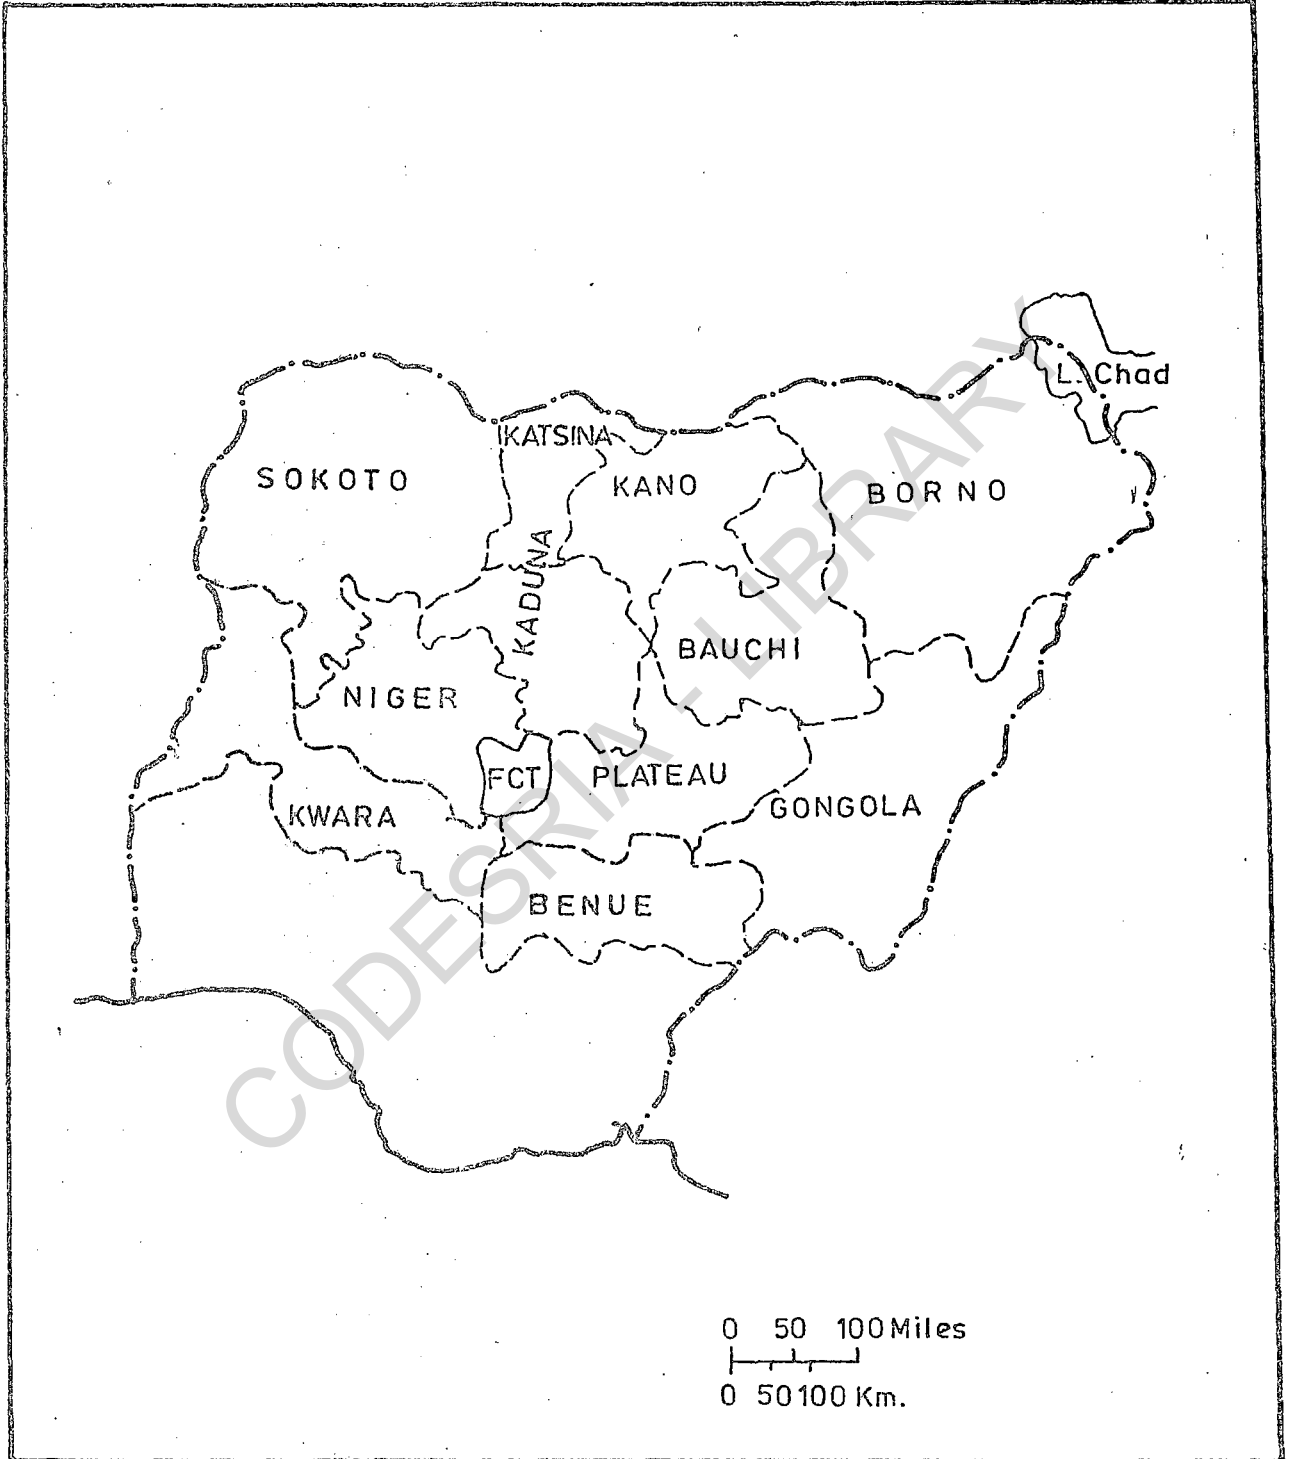 L. Chad
KATSINA
SOKOTO
KANO
BORNO
KADUNA
BAUCHI
NIGER
FCT
PLATEAU
KWARA
GONGOLA
BENUE
CODESRIA - LIBRARY
0 50 100 Miles
0 50 100 Km.